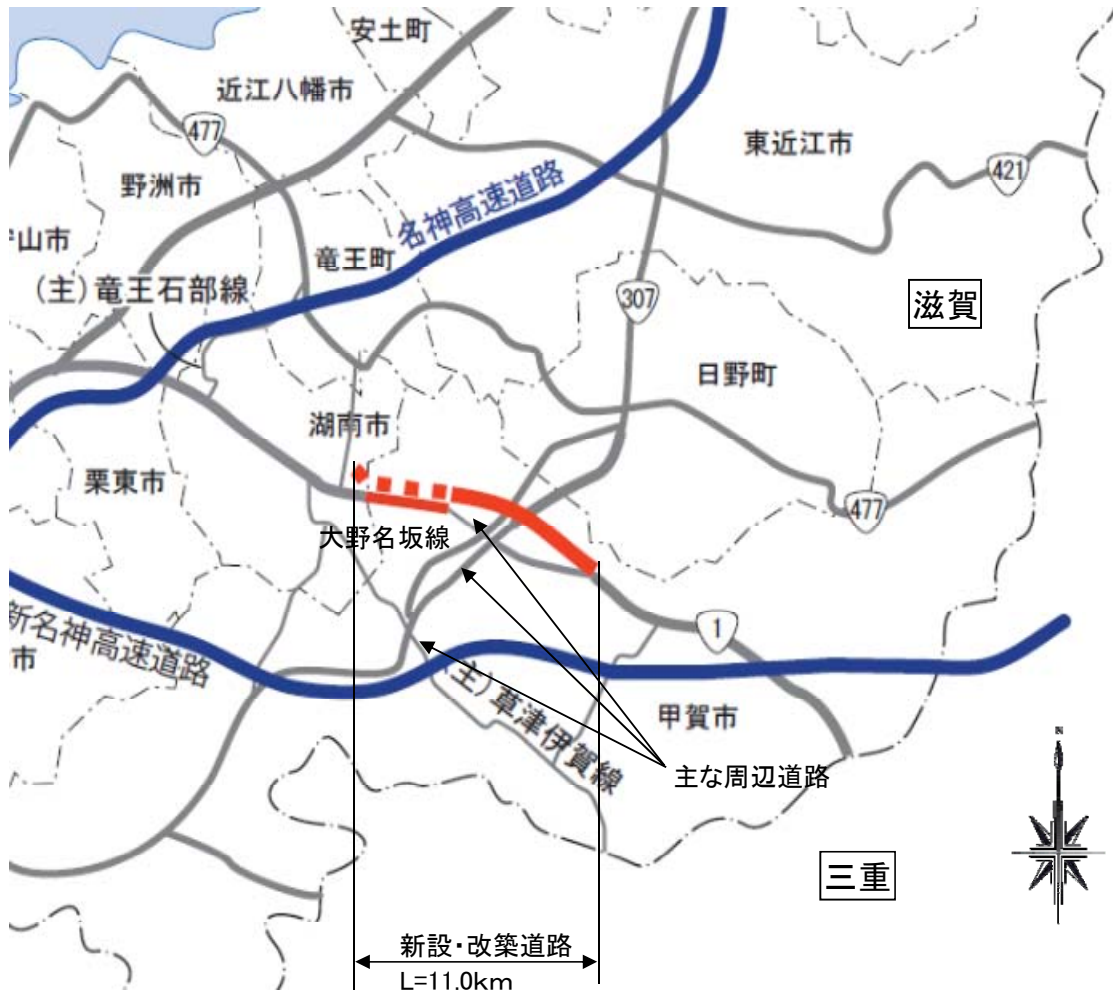 安土町
近江八幡市
477
東近江市
421
野洲市
名神高速道路
山市
竜王町
(主)竜王石部線
307
滋賀
日野町
湖南市
栗東市
477
大野名坂線
新名神高速道路
市
1
(主)草津伊賀線
甲賀市
主な周辺道路
N
三重
新設・改築道路
L=11.0km